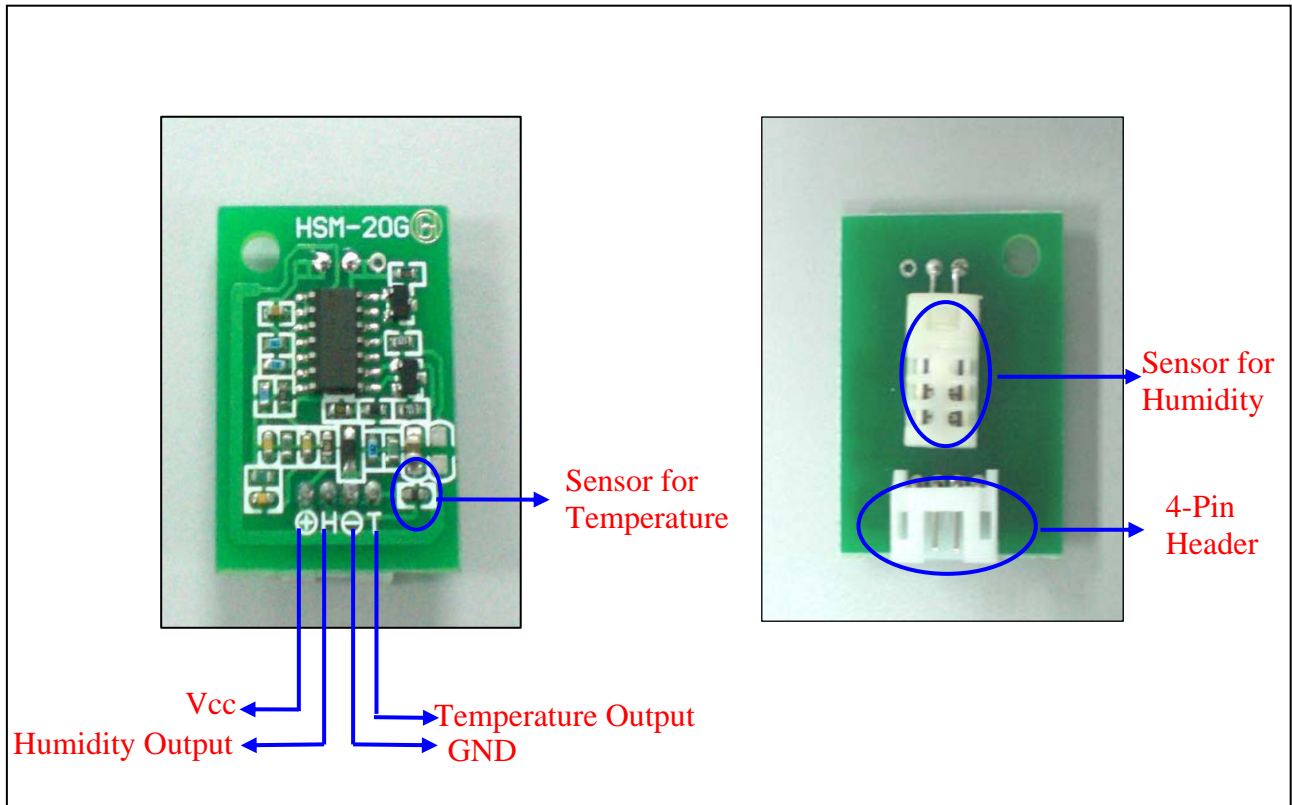 HSM-20G
H
T
Sensor for
Temperature
Vcc
Humidity Output
Temperature Output
GND
Sensor for
Humidity
4-Pin
Header